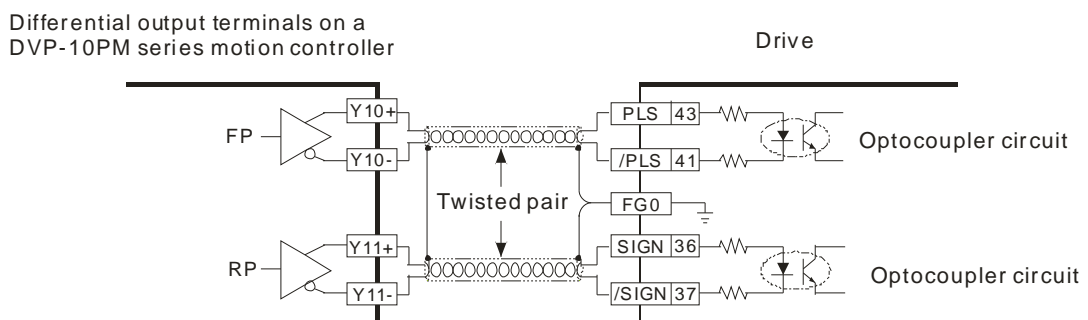 Differential output terminals on a
DVP-10PM series motion controller
Drive
Y10+
PLS 43
FP
Optocoupler circuit
Y10-
/PLS 41
Twisted pair
FG0
Y11+
SIGN 36
RP
Optocoupler circuit
Y11-
/SIGN 37